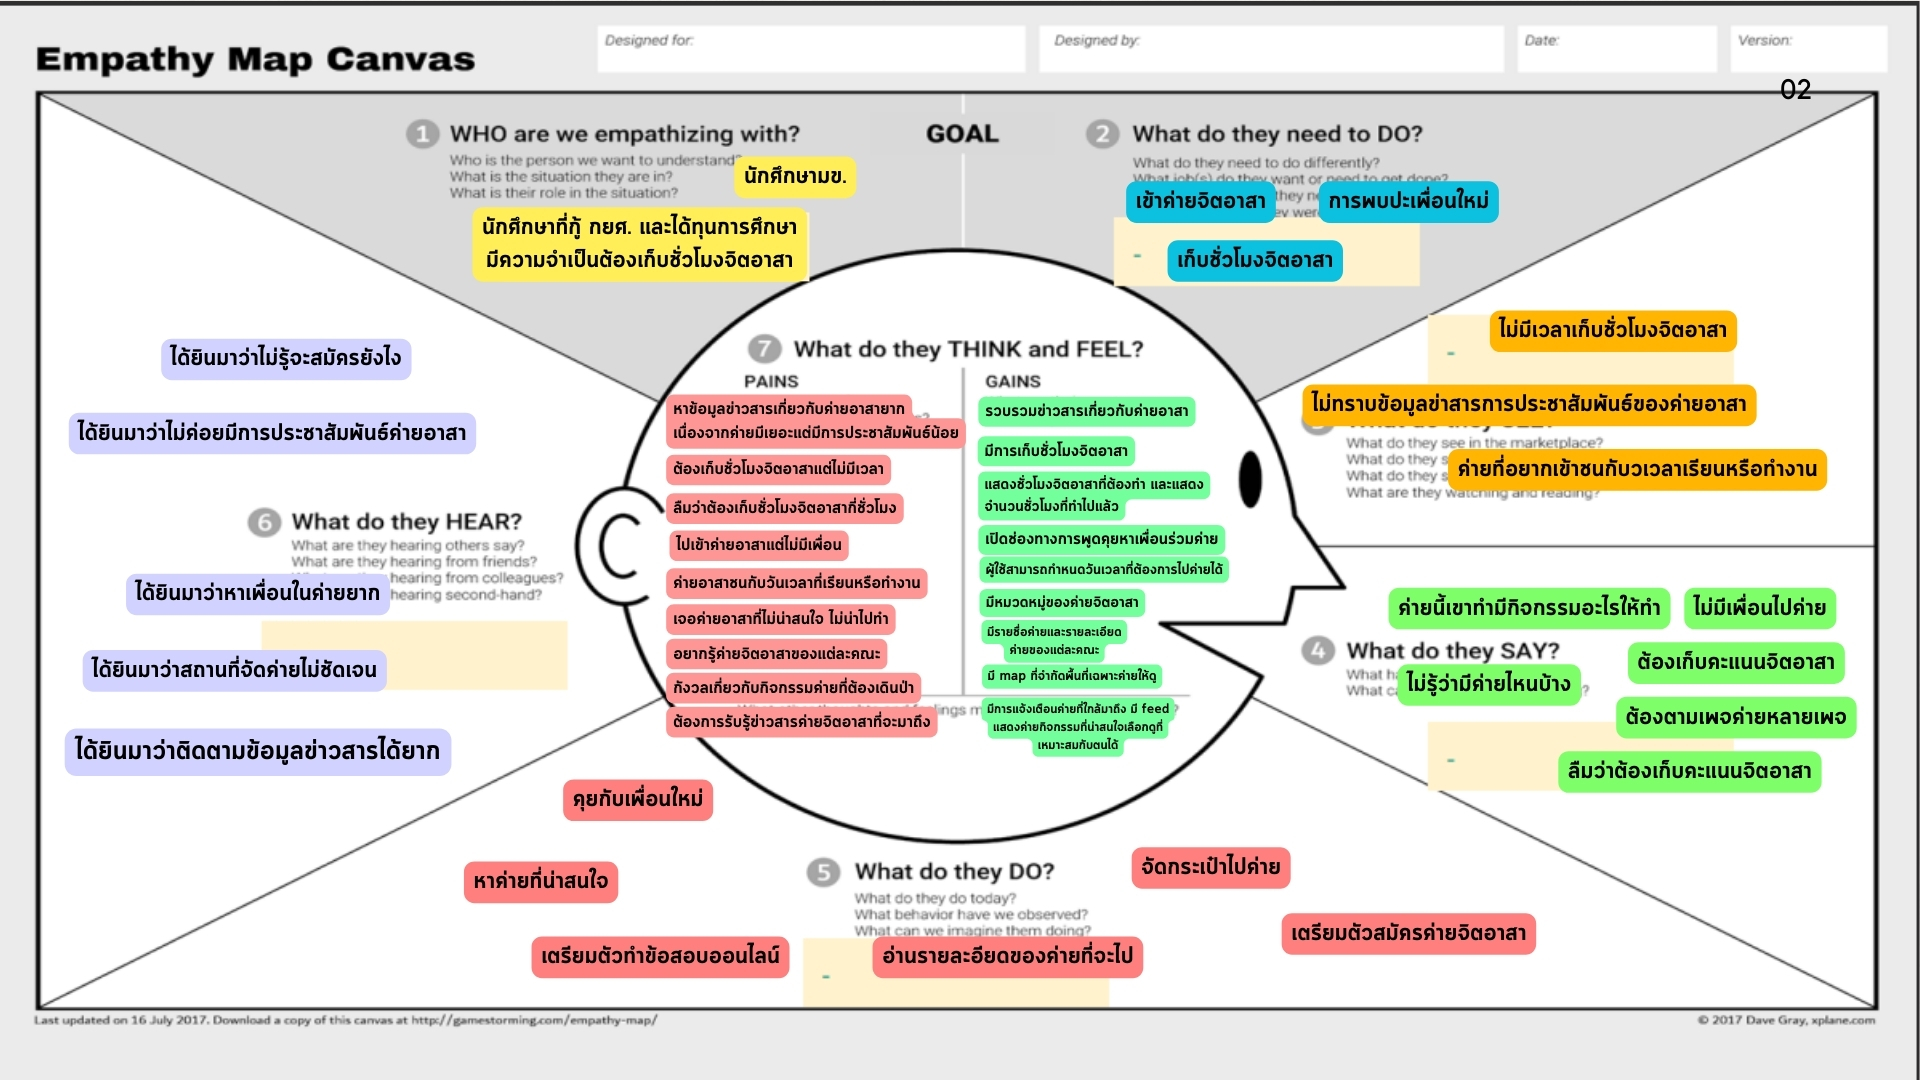 Empathy Map Canvas
Designed for:
Designed by:
Date:
Version:
02
1 WHO are we empathizing with?
Who is the person we want to understand?
What is the situation they are in?
What is their role in the situation?
นักศึกษามข.
นักศึกษาที่กู้ กยศ. และได้ทุนการศึกษา
มีความจำเป็นต้องเก็บชั่วโมงจิตอาสา
GOAL
2 What do they need to DO?
What do they need to do differently?
What job(s) do they want or need to get done?
they
เข้าค่ายจิตอาสา
การพบปะเพื่อนใหม่
เก็บชั่วโมงจิตอาสา
ไม่มีเวลาเก็บชั่วโมงจิตอาสา
ไม่ทราบข้อมูลข่าสารการประชาสัมพันธ์ของค่ายอาสา
What do they see in the marketplace?
What do they
ค่ายที่อยากเข้าชนกับวเวลาเรียนหรือทำงาน
What do they
What are they watching and reading?
ค่ายนี้เขาทำมีกิจกรรมอะไรให้ทำ
ไม่มีเพื่อนไปค่าย
4 What do they SAY?
What
What
ต้องเก็บคะแนนจิตอาสา
ไม่รู้ว่ามีค่ายไหนบ้าง
ต้องตามเพจค่ายหลายเพจ
ลืมว่าต้องเก็บคะแนนจิตอาสา
5 What do they DO?
What do they do today?
What behavior have we observed?
What can we imagine them doing?
คุยกับเพื่อนใหม่
หาค่ายที่น่าสนใจ
จัดกระเป๋าไปค่าย
เตรียมตัวสมัครค่ายจิตอาสา
เตรียมตัวทำข้อสอบออนไลน์
อ่านรายละอียดของค่ายที่จะไป
ได้ยินมาว่าไม่รู้จะสมัครยังไง
ได้ยินมาว่าไม่ค่อยมีการประชาสัมพันธ์ค่ายอาสา
6 What do they HEAR?
What are they hearing others say?
What are they hearing from friends?
hearing from colleagues?
hearing second-hand?
ได้ยินมาว่าหาเพื่อนในค่ายยาก
ได้ยินมาว่าสถานที่จัดค่ายไม่ชัดเจน
ได้ยินมาว่าติดตามข้อมูลข่าวสารได้ยาก
7 What do they THINK and FEEL?
PAINS
หาข้อมูลข่าวสารเกี่ยวกับค่ายอาสายาก
เนื่องจากค่ายมีเยอะแต่มีการประชาสัมพันธ์น้อย
ต้องเก็บชั่วโมงจิตอาสาแต่ไม่มีเวลา
ลืมว่าต้องเก็บชั่วโมงจิตอาสาที่ชั่วโมง
ไปเข้าค่ายอาสาแต่ไม่มีเพื่อน
ค่ายอาสาชนกับวันเวลาที่เรียนหรือทำงาน
เจอค่ายอาสาที่ไม่น่าสนใจ ไม่น่าไปทำ
อยากรู้ค่ายจิตอาสาของแต่ละคณะ
กังวลเกี่ยวกับกิจกรรมค่ายที่ต้องเดินป่า
ต้องการรับรู้ข่าวสารค่ายจิตอาสาที่จะมาถึง
GAINS
รวบรวมข่าวสารเกี่ยวกับค่ายอาสา
มีการเก็บชั่วโมงจิตอาสา
แสดงชั่วโมงจิตอาสาที่ต้องทำ และแสดง
จำนวนชั่วโมงที่ทำไปแล้ว
เปิดช่องทางการพูดคุยหาเพื่อนร่วมค่าย
ผู้ใช้สามารถกำหนดวันเวลาที่ต้องการไปค่ายได้
มีหมวดหมู่ของค่ายจิตอาสา
มีรายชื่อค่ายและรายละเอียด
ค่ายของแต่ละคณะ
มี map ที่จำกัดพื้นที่เฉพาะค่ายให้ดู
มีการแจ้งเตือนค่ายที่ใกล้มาถึง มี feed
แสดงค่ายกิจกรรมที่น่าสนใจเลือกดูที่
เหมาะสมกับตนได้
Last updated on 16 July 2017. Download a copy of this canvas at http://gamestorming.com/empathy-map/
© 2017 Dave Gray, xplane.com